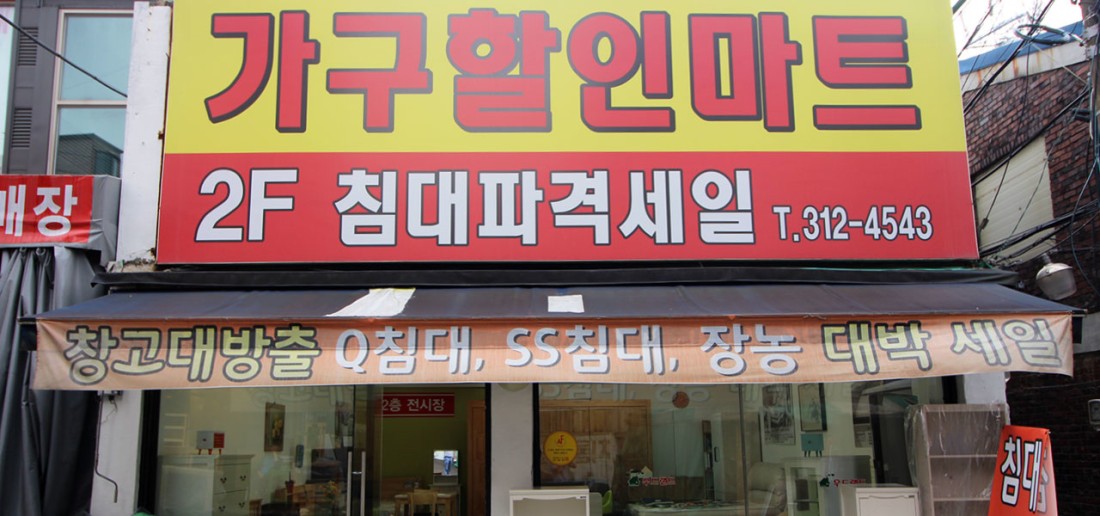 가구할인마트
2F 침대파격세일 T.312-4543
매장
창고대방출 Q침대, SS침대, 장농 대박 세일
2층 전시장
침대